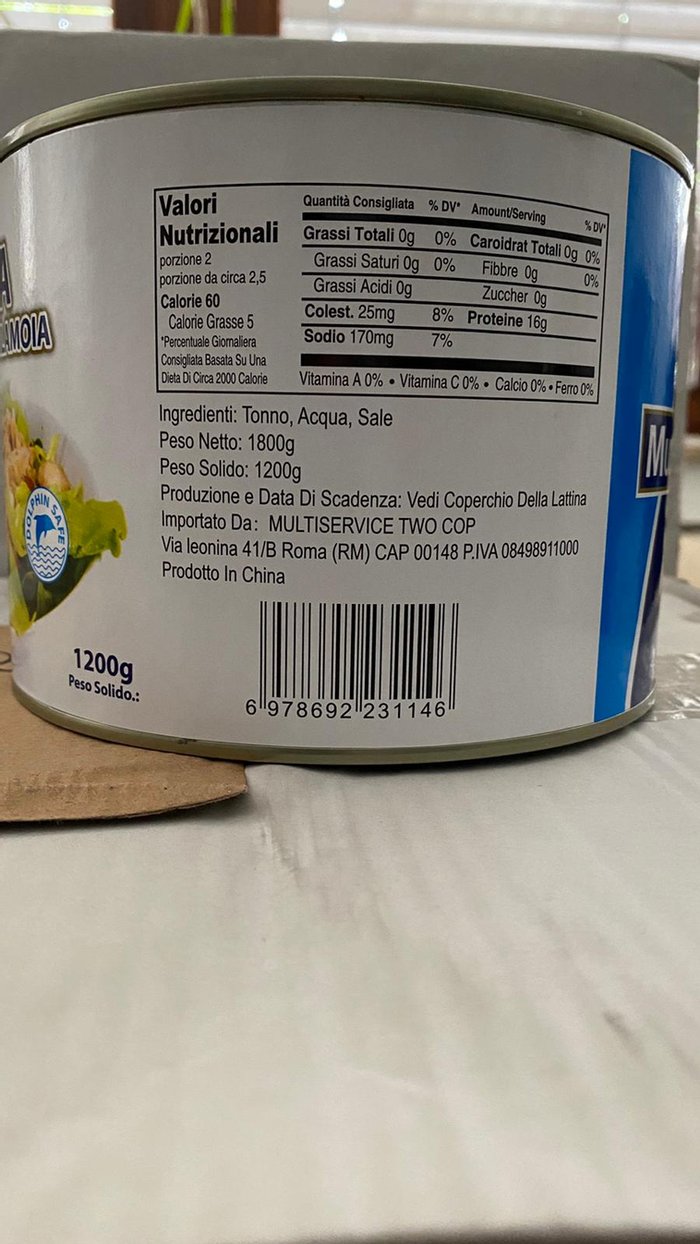 AMOIA
DOLPHIN SAFE
1200g
Peso Solido.:
Valori
Nutrizionali
porzione 2
porzione da circa 2,5
Calorie 60
Calorie Grasse 5
*Percentuale Giornaliera
Consigliata Basata Su Una
Dieta Di Circa 2000 Calorie
Quantità Consigliata % DV* Amount/Serving % DV*
Grassi Totali 0g 0% Caroidrat Totali 0g 0%
Grassi Saturi 0g 0% Fibbre 0g 0%
Grassi Acidi 0g Zuccher 0g
Colest. 25mg 8% Proteine 16g
Sodio 170mg 7%
Vitamina A 0% • Vitamina C 0% • Calcio 0% • Ferro 0%
Ingredienti: Tonno, Acqua, Sale
Peso Netto: 1800g
Peso Solido: 1200g
Produzione e Data Di Scadenza: Vedi Coperchio Della Lattina
Importato Da: MULTISERVICE TWO COP
Via leonina 41/B Roma (RM) CAP 00148 P.IVA 08498911000
Prodotto In China
6 978692 231146